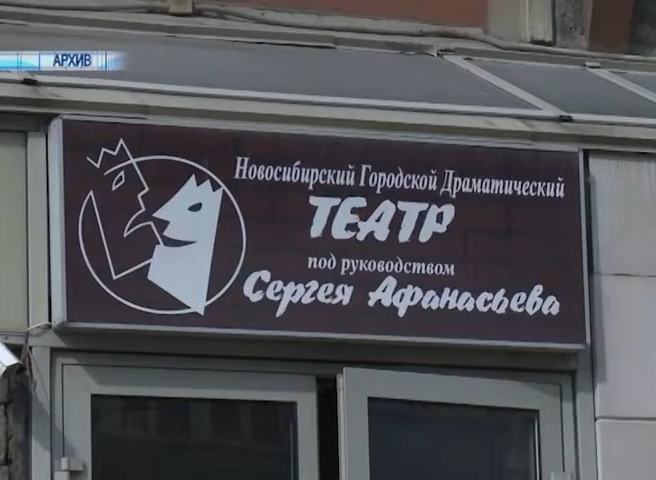 АРХИВ
Новосибирский Городской Драматический
ТЕАТР
под руководством
Сергея Афанасьева